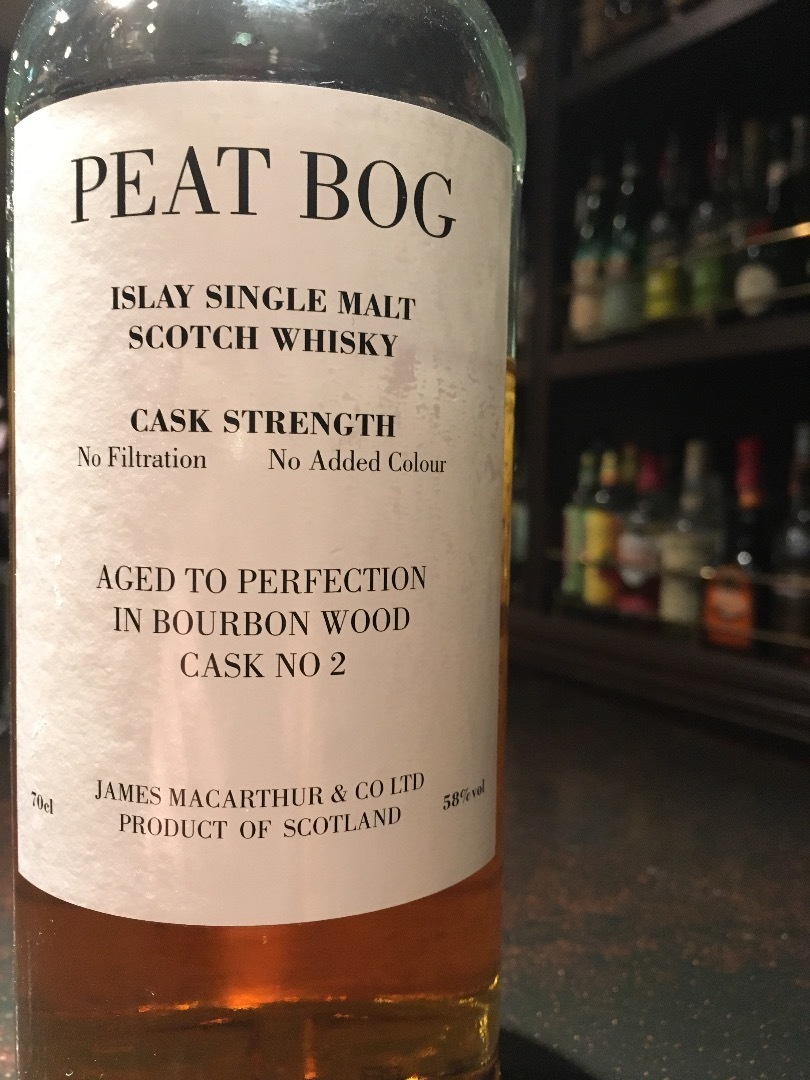 PEAT BOG
ISLAY SINGLE MALT
SCOTCH WHISKY
CASK STRENGTH
No Filtration No Added Colour
AGED TO PERFECTION
IN BOURBON WOOD
CASK NO 2
JAMES MACARTHUR & CO LTD
70cl 58%vol
PRODUCT OF SCOTLAND